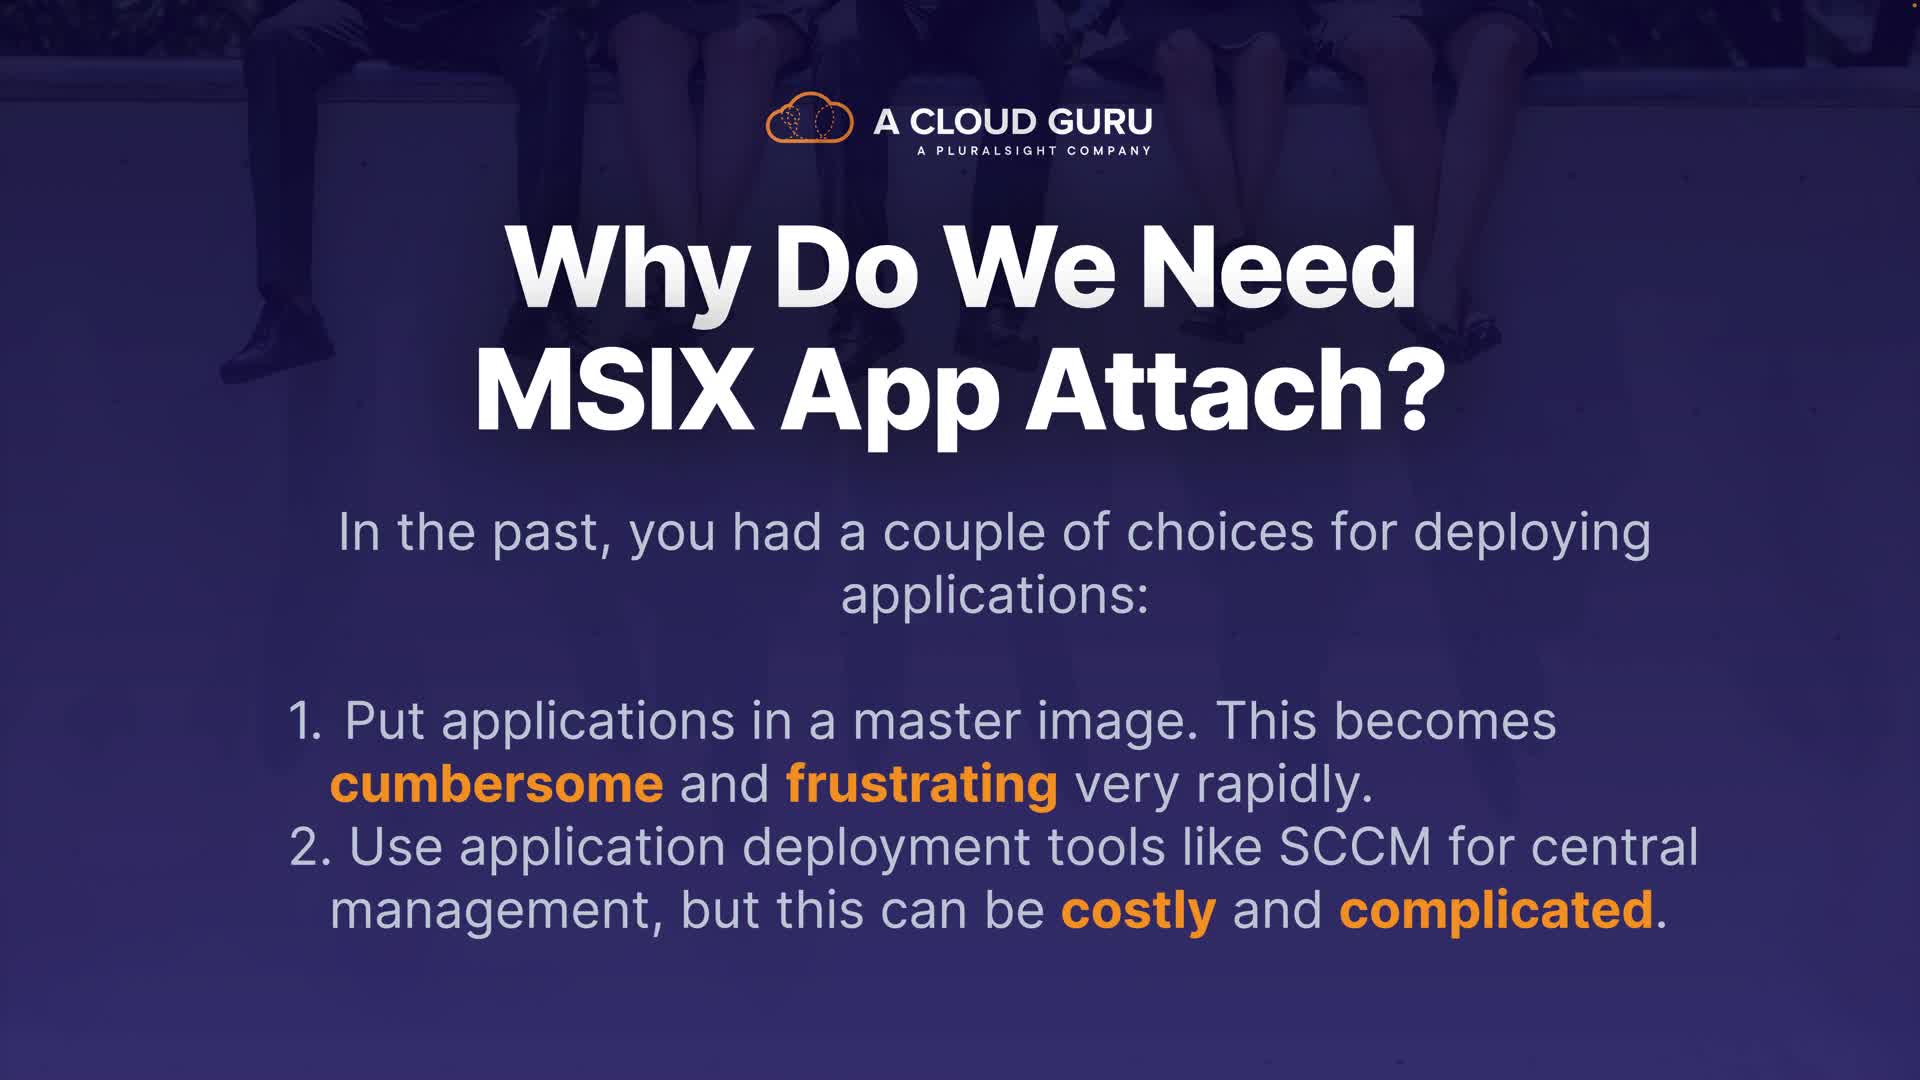 A CLOUD GURU
A PLURALSIGHT COMPANY
Why Do We Need
MSIX App Attach?
In the past, you had a couple of choices for deploying
applications:
1. Put applications in a master image. This becomes
cumbersome and frustrating very rapidly.
2. Use application deployment tools like SCCM for central
management, but this can be costly and complicated.